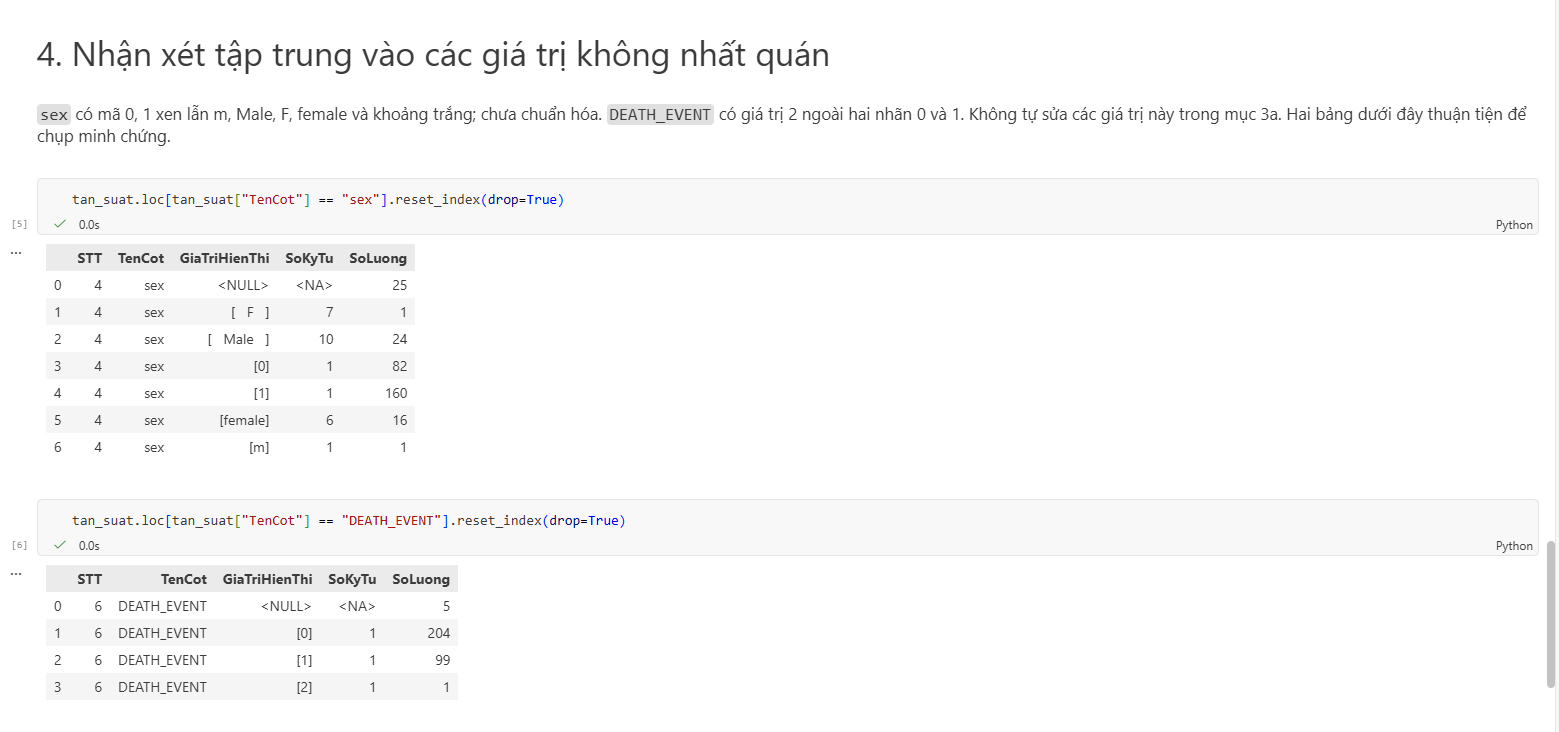 4. Nhận xét tập trung vào các giá trị không nhất quán
sex có mã 0, 1 xen lẫn m, Male, F, female và khoảng trắng; chưa chuẩn hóa. DEATH_EVENT có giá trị 2 ngoài hai nhãn 0 và 1. Không tự sửa các giá trị này trong mục 3a. Hai bảng dưới đây thuận tiện để
chụp minh chứng.
tan_suat.loc[tan_suat["TenCot"] == "sex"].reset_index(drop=True)
[5] ✓ 0.0s Python
...
STT TenCot GiaTriHienThi SoKyTu SoLuong
0 4 sex <NULL> <NA> 25
1 4 sex [   F   ] 7 1
2 4 sex [   Male   ] 10 24
3 4 sex [0] 1 82
4 4 sex [1] 1 160
5 4 sex [female] 6 16
6 4 sex [m] 1 1
tan_suat.loc[tan_suat["TenCot"] == "DEATH_EVENT"].reset_index(drop=True)
[6] ✓ 0.0s Python
...
STT TenCot GiaTriHienThi SoKyTu SoLuong
0 6 DEATH_EVENT <NULL> <NA> 5
1 6 DEATH_EVENT [0] 1 204
2 6 DEATH_EVENT [1] 1 99
3 6 DEATH_EVENT [2] 1 1